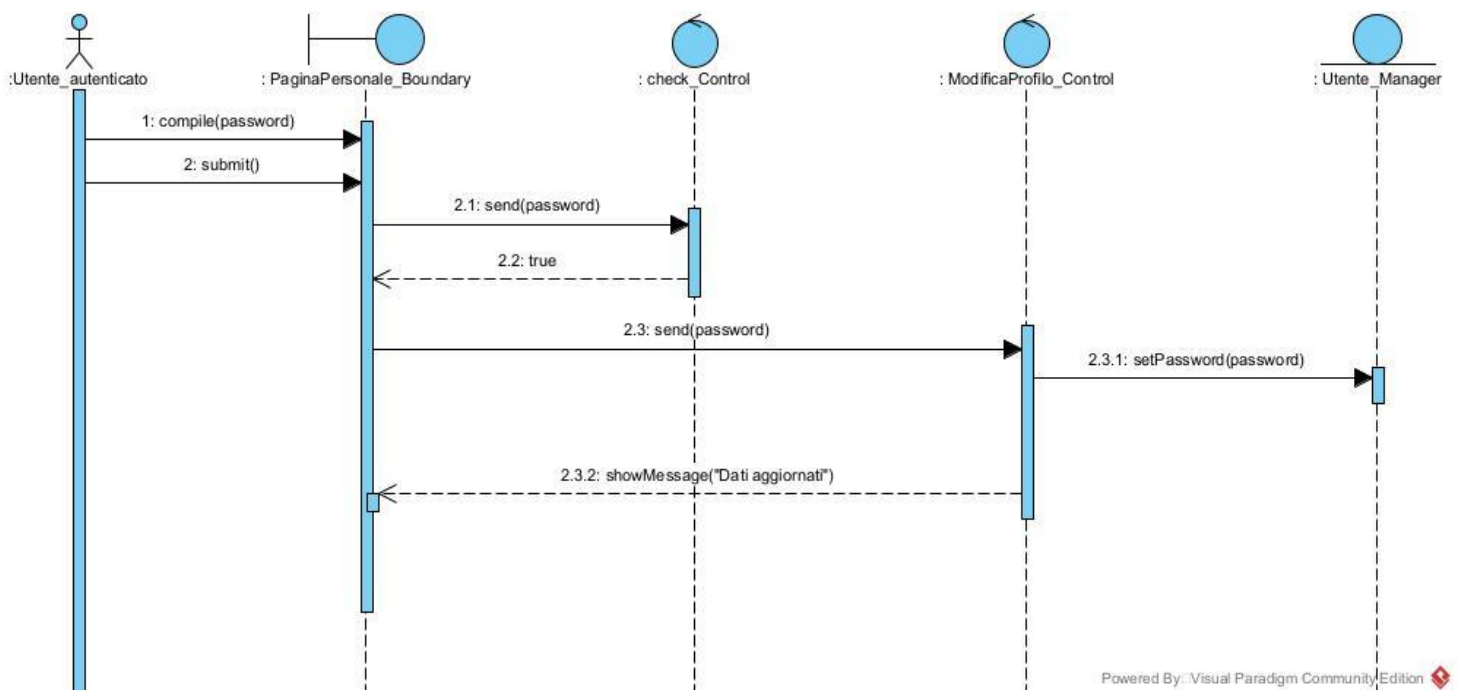 :Utente_autenticato
: PaginaPersonale_Boundary
: check_Control
: ModificaProfilo_Control
: Utente_Manager
1: compile(password)
2: submit()
2.1: send(password)
2.2: true
2.3: send(password)
2.3.1: setPassword(password)
2.3.2: showMessage("Dati aggiornati")
Powered By Visual Paradigm Community Edition